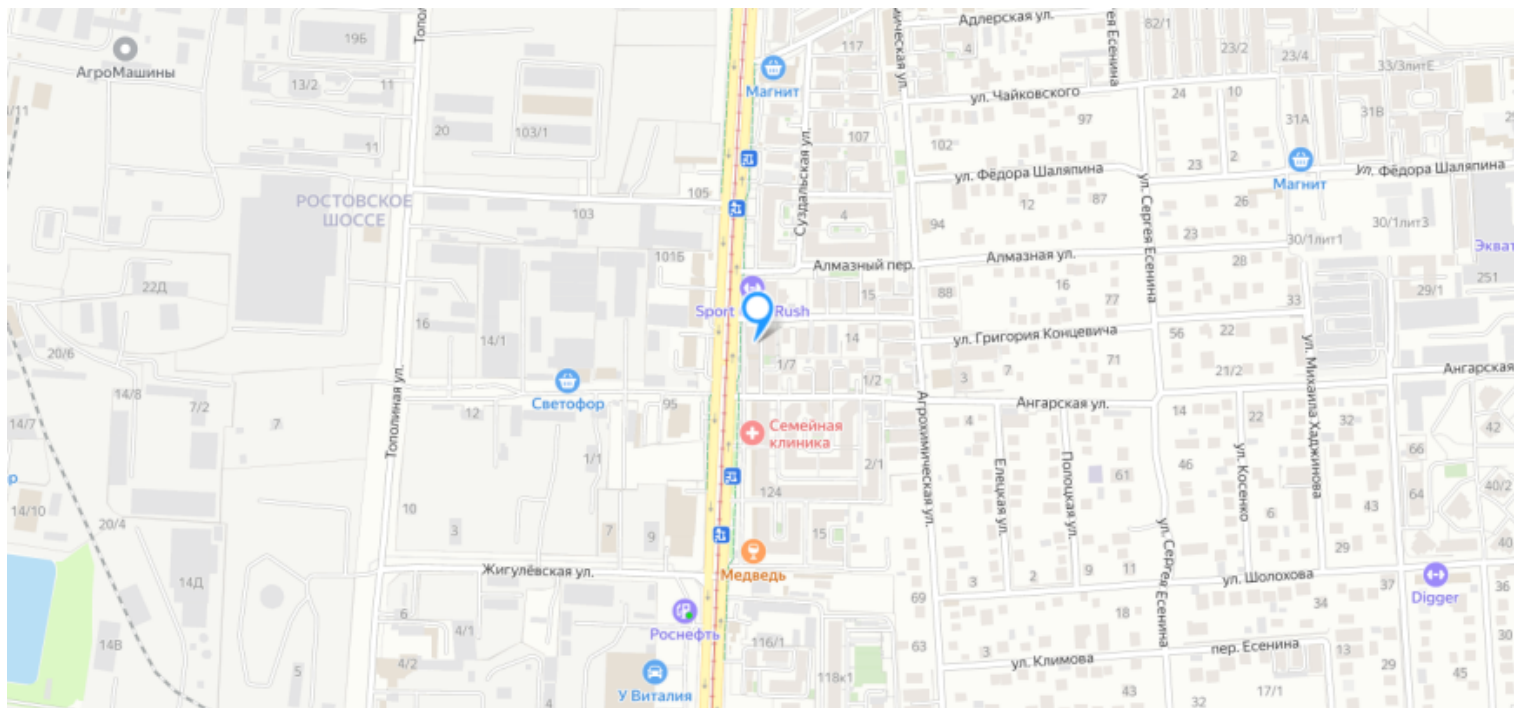 Адлерская ул.
82/1
19Б
117
4
23/2
23/4
33/3литЕ
АгроМашины
13/2
11
Магнит
ул. Чайковского
24
10
20
103/1
107
97
31А
31В
11
102
Суздальская ул.
23
2
ул. Фёдора Шаляпина
Магнит
ул. Фёдора Шаляпина
РОСТОВСКОЕ
ШОССЕ
105
103
4
12
87
26
30/1лит3
94
ул. Сергея Есенина
23
30/1лит1
101Б
Алмазный пер.
Алмазная ул.
28
251
22Д
15
88
16
77
33
29/1
Sport
Rush
16
14/1
14
ул. Григория Концевича
56
22
20/6
1/7
71
ул. Михаила Хаджинова
14/8
Тополиная ул.
Светофор
1/2
3
7
21/2
Ангарская
7/2
12
95
Ангарская ул.
14/7
7
4
14
22
32
42
Семейная
клиника
Агрохимическая ул.
Елецкая ул.
Полоцкая ул.
ул. Косенко
66
1/1
2/1
61
46
40/2
14/10
10
124
64
20/4
3
7
9
15
6
43
ул. Сергея Есенина
29
40
Жигулёвская ул.
Медведь
3
2
9
11
ул. Шолохова
37
36
14Д
69
Digger
6
Роснефть
18
34
4/1
116/1
63
30
14В
3
пер. Есенина
13
4/2
ул. Климова
29
5
У Виталия
118к1
43
32
17/1
45